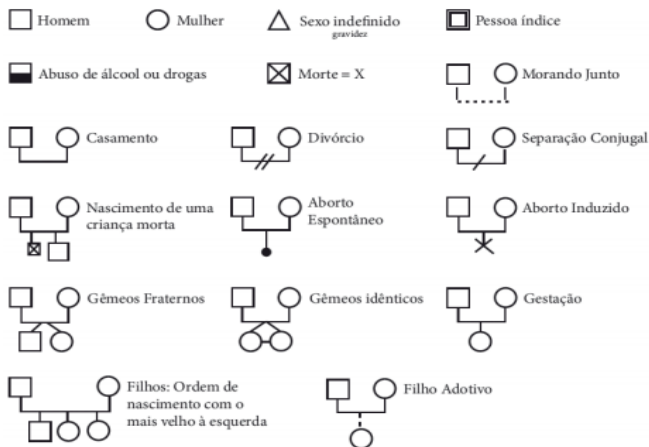 Homem
Mulher
Sexo indefinido
gravidez
Pessoa índice
Abuso de álcool ou drogas
Morte = X
Morando Junto
Casamento
Divórcio
Separação Conjugal
Nascimento de uma
criança morta
Aborto
Espontâneo
Aborto Induzido
Gêmeos Fraternos
Gêmeos idênticos
Gestação
Filhos: Ordem de
nascimento com o
mais velho à esquerda
Filho Adotivo